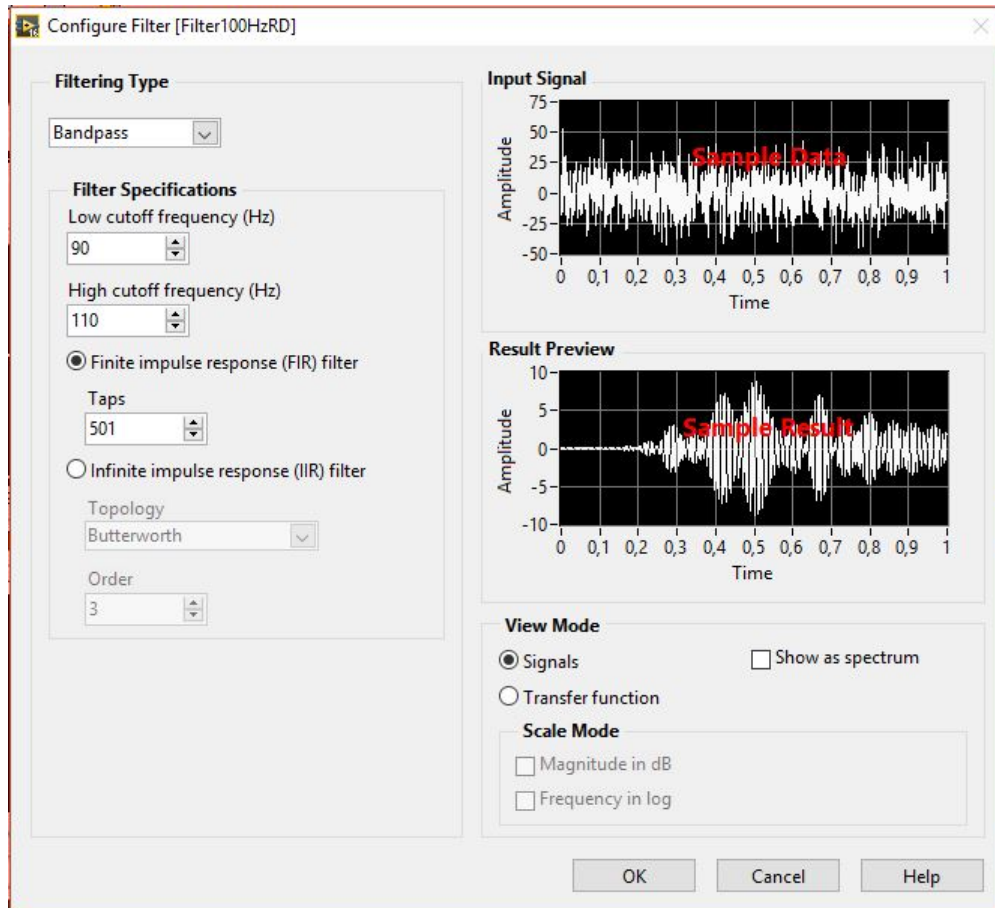 Configure Filter [Filter100HzRD]
Filtering Type
Bandpass
Filter Specifications
Low cutoff frequency (Hz)
90
High cutoff frequency (Hz)
110
Finite impulse response (FIR) filter
Taps
501
Infinite impulse response (IIR) filter
Topology
Butterworth
Order
3
Input Signal
75
50
25
0
-25
-50
Amplitude
Sample Data
0 0,1 0,2 0,3 0,4 0,5 0,6 0,7 0,8 0,9 1
Time
Result Preview
10
5
0
-5
-10
Amplitude
Sample Result
0 0,1 0,2 0,3 0,4 0,5 0,6 0,7 0,8 0,9 1
Time
View Mode
Signals
Show as spectrum
Transfer function
Scale Mode
Magnitude in dB
Frequency in log
OK Cancel Help